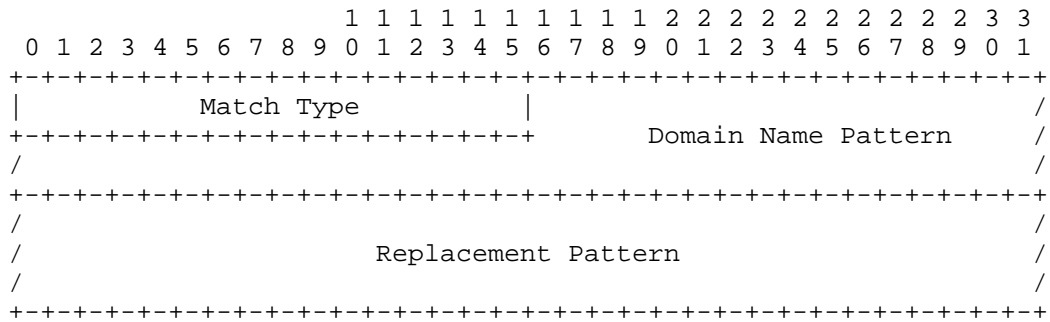 1 1 1 1 1 1 1 1 1 1 2 2 2 2 2 2 2 2 2 2 3 3
 0 1 2 3 4 5 6 7 8 9 0 1 2 3 4 5 6 7 8 9 0 1 2 3 4 5 6 7 8 9 0 1
+-+-+-+-+-+-+-+-+-+-+-+-+-+-+-+-+-+-+-+-+-+-+-+-+-+-+-+-+-+-+-+-+
|           Match Type          |                               /
+-+-+-+-+-+-+-+-+-+-+-+-+-+-+-+-+       Domain Name Pattern     /
/                                                               /
+-+-+-+-+-+-+-+-+-+-+-+-+-+-+-+-+-+-+-+-+-+-+-+-+-+-+-+-+-+-+-+-+
/                                                               /
/                      Replacement Pattern                      /
/                                                               /
+-+-+-+-+-+-+-+-+-+-+-+-+-+-+-+-+-+-+-+-+-+-+-+-+-+-+-+-+-+-+-+-+